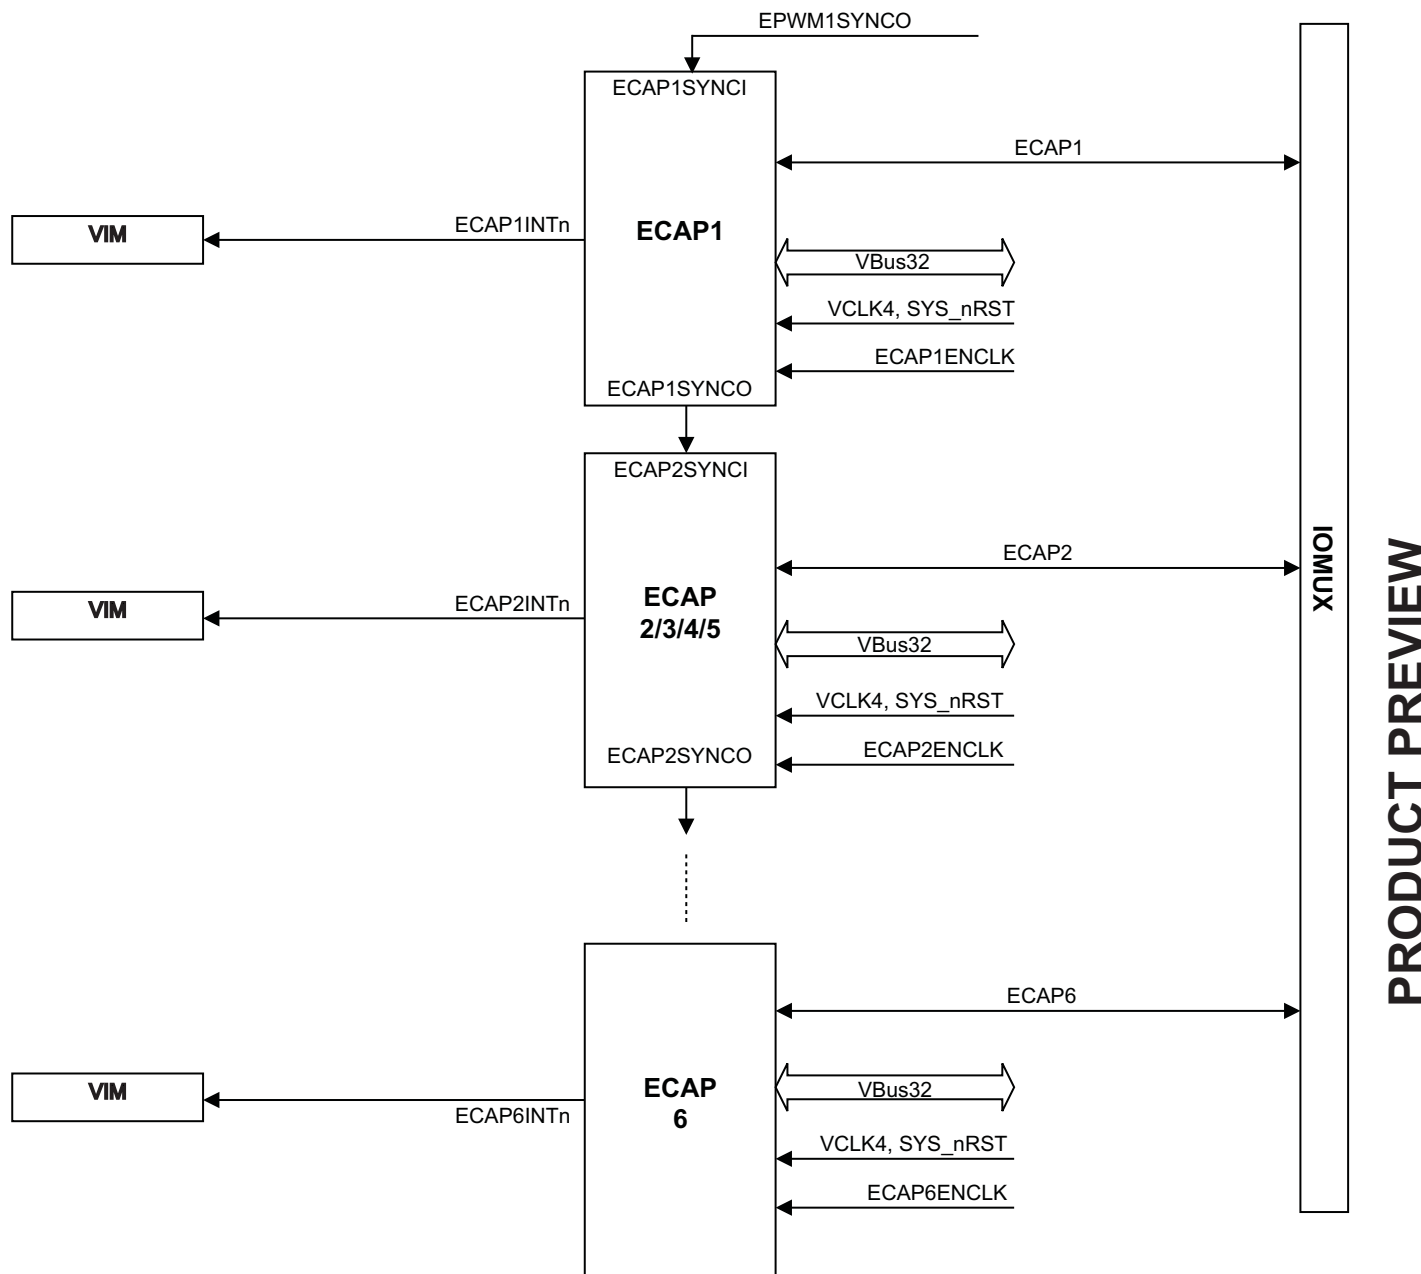 EPWM1SYNCO
ECAP1SYNCI
ECAP1
ECAP1INTn
VIM
ECAP1
VBus32
VCLK4, SYS_nRST
ECAP1ENCLK
ECAP1SYNCO
ECAP2SYNCI
ECAP2
ECAP2INTn
VIM
ECAP
2/3/4/5
VBus32
VCLK4, SYS_nRST
ECAP2SYNCO
ECAP2ENCLK
IOMUX
PRODUCT PREVIEW
ECAP6
VIM
ECAP6INTn
ECAP
6
VBus32
VCLK4, SYS_nRST
ECAP6ENCLK